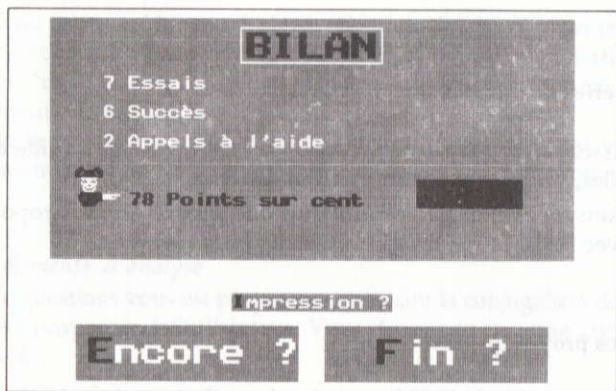 BILAN
7 Essais
6 Succès
2 Appels à l'aide
78 Points sur cent
Impression ?
Encore ? Fin ?